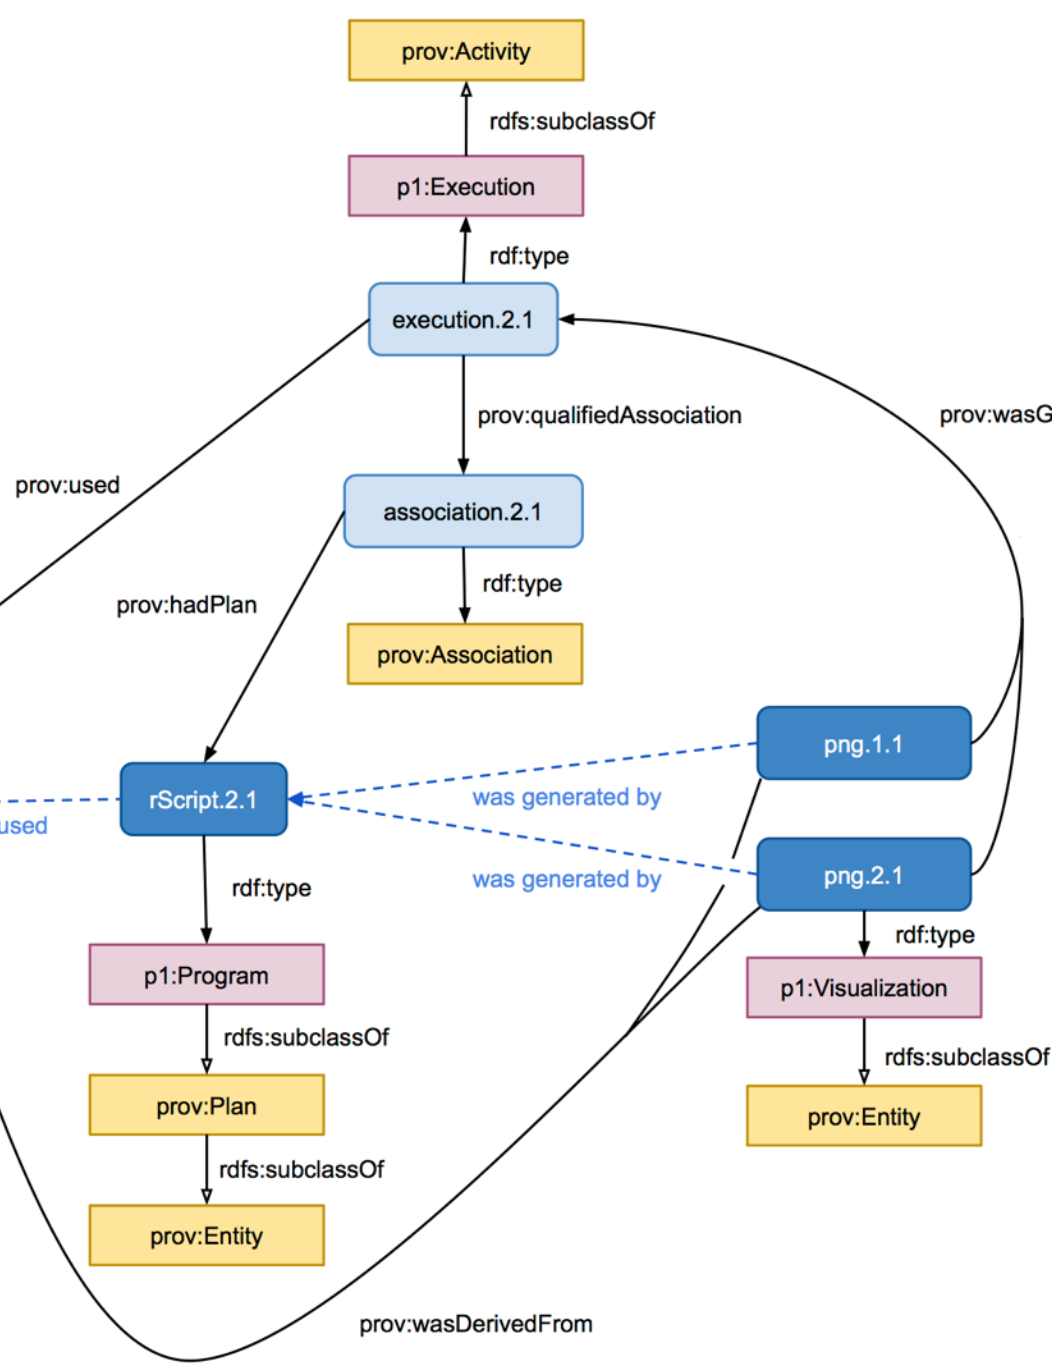 prov:Activity
rdfs:subclassOf
p1:Execution
rdf:type
execution.2.1
prov:wasG
prov:qualifiedAssociation
prov:used
association.2.1
rdf:type
prov:hadPlan
prov:Association
png.1.1
rScript.2.1
was generated by
used
png.2.1
was generated by
rdf:type
rdf:type
p1:Program
p1:Visualization
rdfs:subclassOf
rdfs:subclassOf
prov:Plan
prov:Entity
rdfs:subclassOf
prov:Entity
prov:wasDerivedFrom